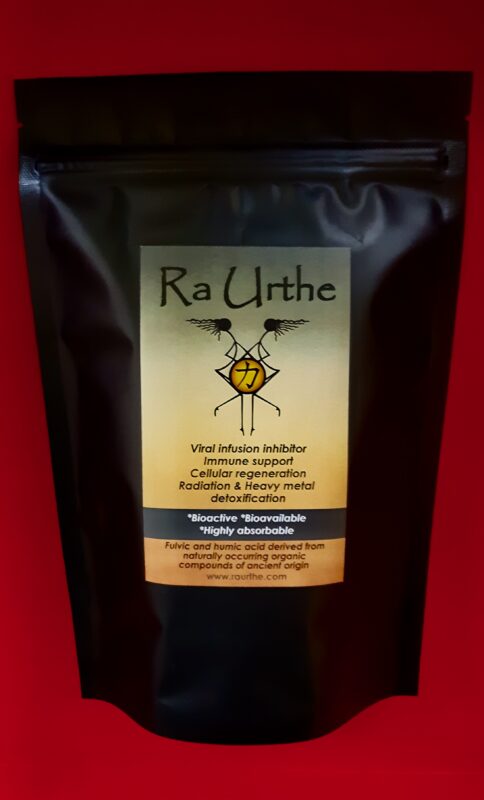 Ra Urthe
力
Viral infusion inhibitor
Immune support
Cellular regeneration
Radiation & Heavy metal
detoxification
*Bioactive *Bioavailable
*Highly absorbable
Fulvic and humic acid derived from
naturally occurring organic
compounds of ancient origin
www.raurthe.com